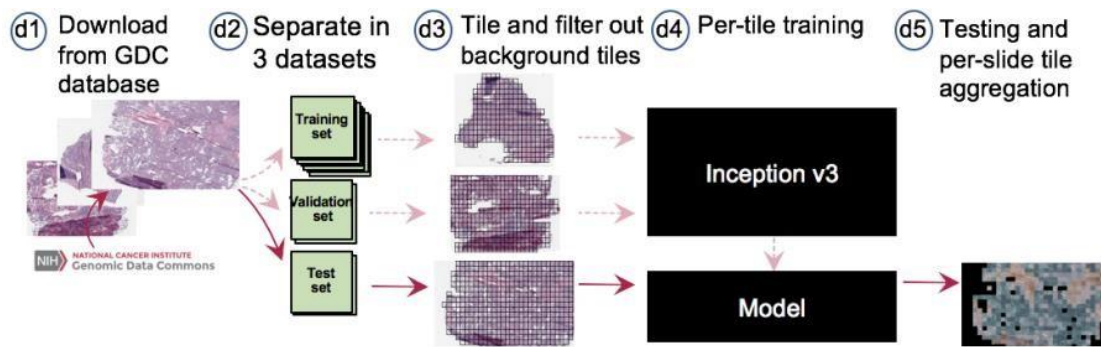 d1 Download
from GDC
database
d2 Separate in
3 datasets
d3 Tile and filter out
background tiles
d4 Per-tile training
d5 Testing and
per-slide tile
aggregation
Training
set
Validation
set
Test
set
Inception v3
Model
NIH NATIONAL CANCER INSTITUTE
Genomic Data Commons